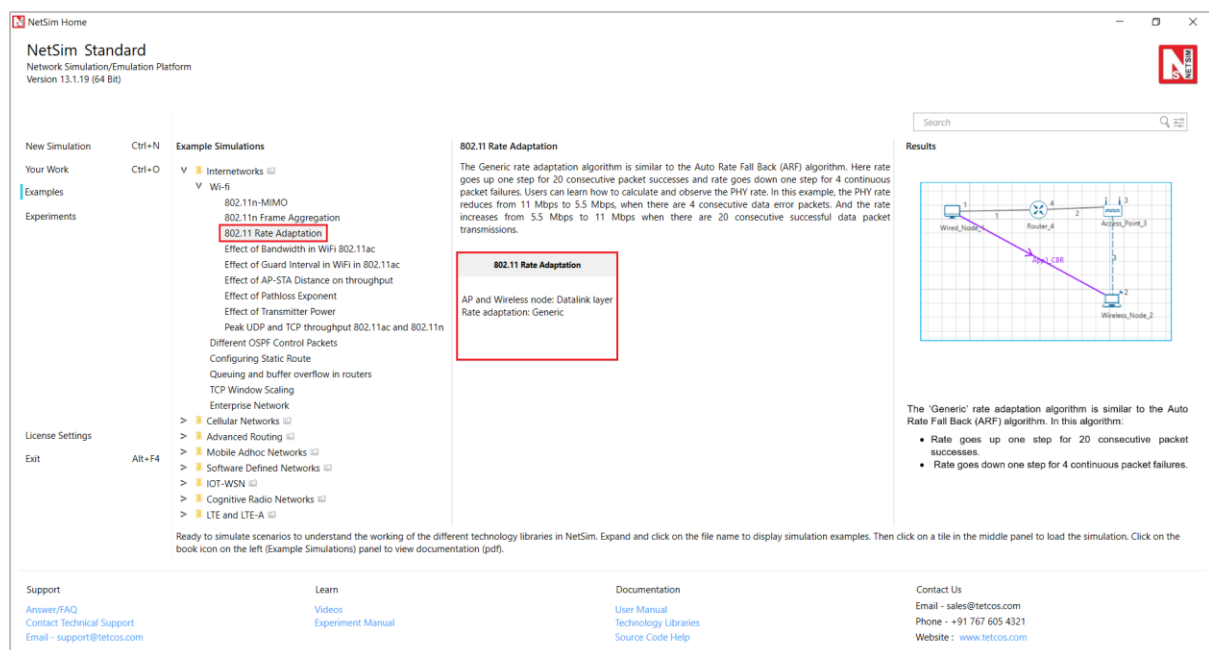 NetSim Home
NetSim Standard
Network Simulation/Emulation Platform
Version 13.1.19 (64 Bit)
NETSIM
Search
New Simulation Ctrl+N
Your Work Ctrl+O
Examples
Experiments
License Settings
Exit Alt+F4
Example Simulations
Internetworks
Wi-fi
802.11n-MIMO
802.11n Frame Aggregation
802.11 Rate Adaptation
Effect of Bandwidth in WiFi 802.11ac
Effect of Guard Interval in WiFi in 802.11ac
Effect of AP-STA Distance on throughput
Effect of Pathloss Exponent
Effect of Transmitter Power
Peak UDP and TCP throughput 802.11ac and 802.11n
Different OSPF Control Packets
Configuring Static Route
Queuing and buffer overflow in routers
TCP Window Scaling
Enterprise Network
Cellular Networks
Advanced Routing
Mobile Adhoc Networks
Software Defined Networks
IOT-WSN
Cognitive Radio Networks
LTE and LTE-A
802.11 Rate Adaptation
The Generic rate adaptation algorithm is similar to the Auto Rate Fall Back (ARF) algorithm. Here rate
goes up one step for 20 consecutive packet successes and rate goes down one step for 4 continuous
packet failures. Users can learn how to calculate and observe the PHY rate. In this example, the PHY rate
reduces from 11 Mbps to 5.5 Mbps, when there are 4 consecutive data error packets. And the rate
increases from 5.5 Mbps to 11 Mbps when there are 20 consecutive successful data packet
transmissions.
802.11 Rate Adaptation
AP and Wireless node: Datalink layer
Rate adaptation: Generic
Results
1
1
4
2
1 3
Wired_Node_1
Router_4
Access_Point_3
App1_CBR
3
2
Wireless_Node_2
The 'Generic' rate adaptation algorithm is similar to the Auto
Rate Fall Back (ARF) algorithm. In this algorithm:
• Rate goes up one step for 20 consecutive packet
successes.
• Rate goes down one step for 4 continuous packet failures.
Ready to simulate scenarios to understand the working of the different technology libraries in NetSim. Expand and click on the file name to display simulation examples. Then click on a tile in the middle panel to load the simulation. Click on the
book icon on the left (Example Simulations) panel to view documentation (pdf).
Support
Answer/FAQ
Contact Technical Support
Email - support@tetcos.com
Learn
Videos
Experiment Manual
Documentation
User Manual
Technology Libraries
Source Code Help
Contact Us
Email - sales@tetcos.com
Phone - +91 767 605 4321
Website : www.tetcos.com